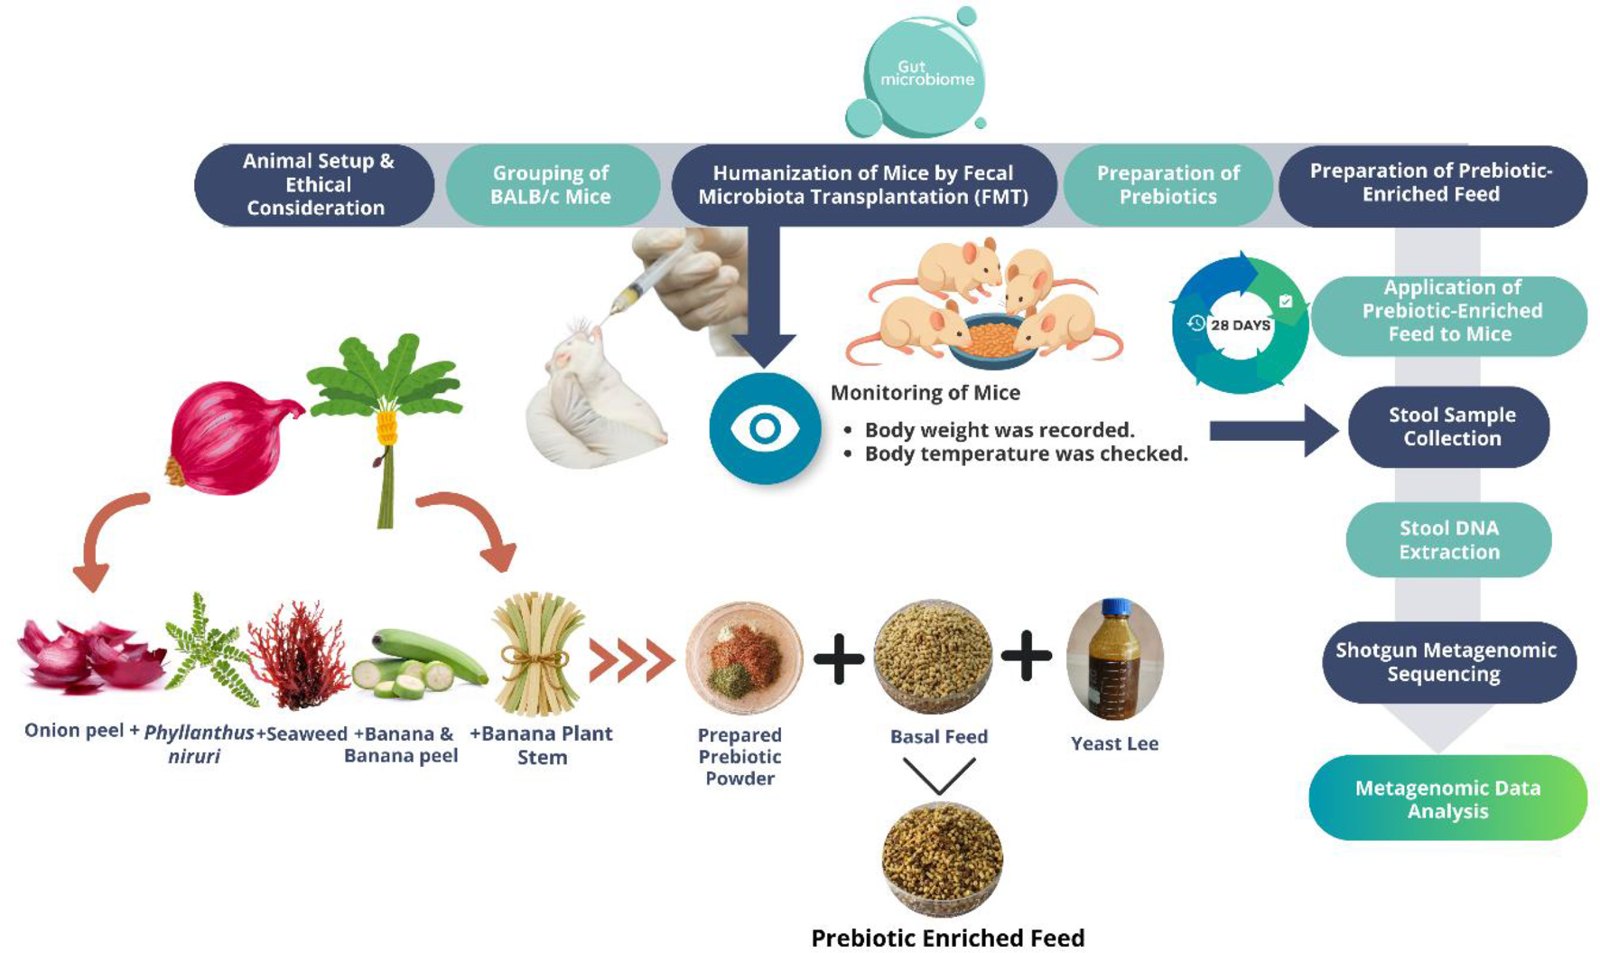 Gut
microbiome
Animal Setup &
Ethical
Consideration
Grouping of
BALB/c Mice
Humanization of Mice by Fecal
Microbiota Transplantation (FMT)
Preparation of
Prebiotics
Preparation of Prebiotic-
Enriched Feed
28 DAYS
Application of
Prebiotic-Enriched
Feed to Mice
Monitoring of Mice
• Body weight was recorded.
• Body temperature was checked.
Stool Sample
Collection
Stool DNA
Extraction
Shotgun Metagenomic
Sequencing
Metagenomic Data
Analysis
Onion peel +
Phyllanthus
niruri
+Seaweed
+Banana &
Banana peel
+Banana Plant
Stem
Prepared
Prebiotic
Powder
Basal Feed
Yeast Lee
Prebiotic Enriched Feed